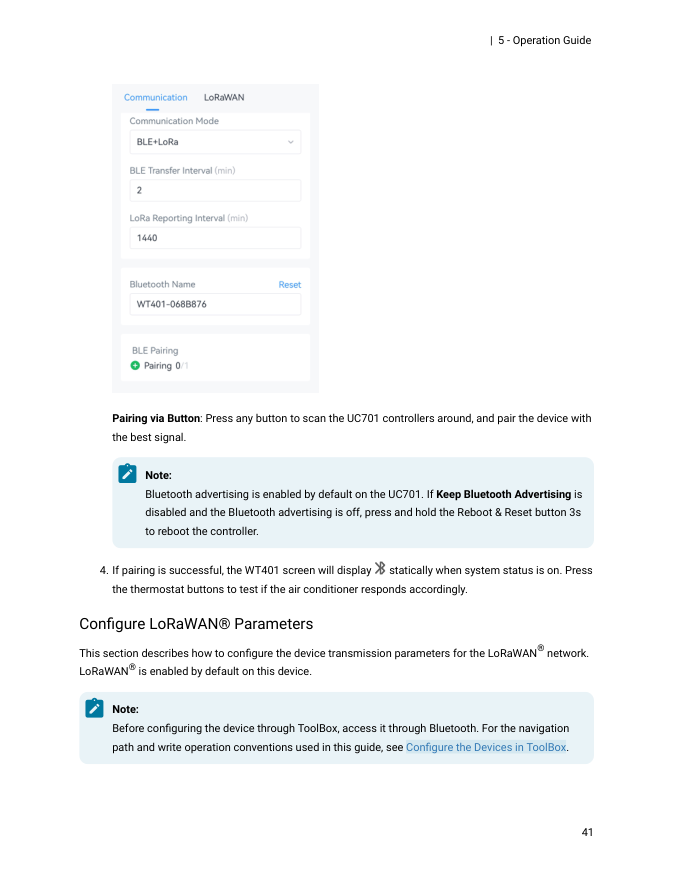 | 5 - Operation Guide
Communication LoRaWAN
Communication Mode
BLE+LoRa
BLE Transfer Interval (min)
2
LoRa Reporting Interval (min)
1440
Bluetooth Name Reset
WT401-068B876
BLE Pairing
Pairing 0/1
Pairing via Button: Press any button to scan the UC701 controllers around, and pair the device with
the best signal.
Note:
Bluetooth advertising is enabled by default on the UC701. If Keep Bluetooth Advertising is
disabled and the Bluetooth advertising is off, press and hold the Reboot & Reset button 3s
to reboot the controller.
4. If pairing is successful, the WT401 screen will display statically when system status is on. Press
the thermostat buttons to test if the air conditioner responds accordingly.
Configure LoRaWAN® Parameters
This section describes how to configure the device transmission parameters for the LoRaWAN® network.
LoRaWAN® is enabled by default on this device.
Note:
Before configuring the device through ToolBox, access it through Bluetooth. For the navigation
path and write operation conventions used in this guide, see Configure the Devices in ToolBox.
41